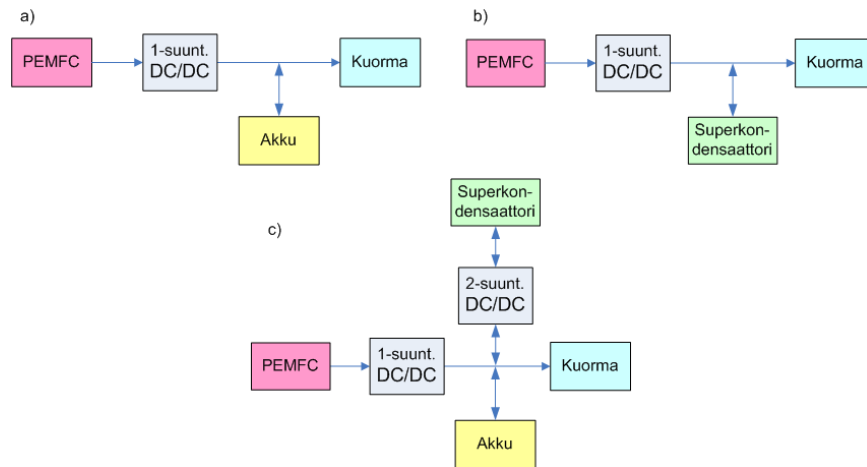 a)
PEMFC
1-suunt.
DC/DC
Kuorma
Akku
b)
PEMFC
1-suunt.
DC/DC
Kuorma
Superkon-
densaattori
c)
Superkon-
densaattori
2-suunt.
DC/DC
PEMFC
1-suunt.
DC/DC
Kuorma
Akku